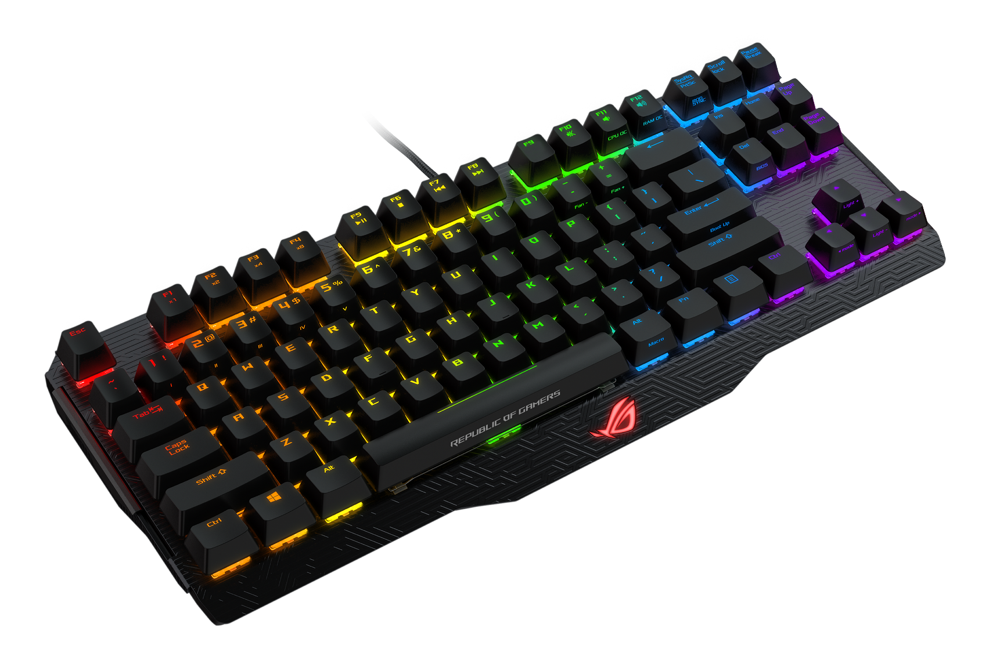 Esc
F1 x1
F2 x2
F3 x4
F4 x8
F5
F6
F7
F8
F9
F10
F11 CPU OC
F12 RAM OC
SysRq PrtSc ROG SYNC
Scroll lock
Pause Break
~ `
1 ! I
2 @ II
3 # III
4 $ IV
5 % V
6 ^
7 &
8 *
9 (
0 )
_ - Fan -
+ = Fan +
Ins
Home
Page Up
Tab
Q
W
E
R
T
Y
U
I
O
P
{ [
} ]
| \
Del BIOS
End
Page Down
Caps Lock
A
S
D
F
G
H
J
K
L
: ;
" '
Enter Boot Up
Shift
Z
X
C
V
B
N
M
< ,
> .
? /
Shift
Light +
Ctrl
Alt
REPUBLIC OF GAMERS
Alt Macro
Fn
Ctrl
mode
Light -
mode +